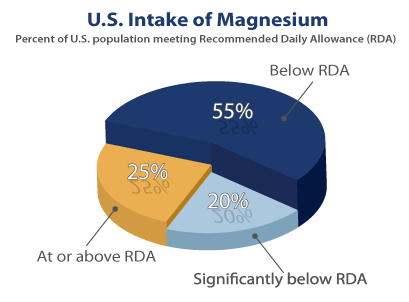 U.S. Intake of Magnesium
Percent of U.S. population meeting Recommended Daily Allowance (RDA)
Below RDA
55%
25%
20%
At or above RDA
Significantly below RDA